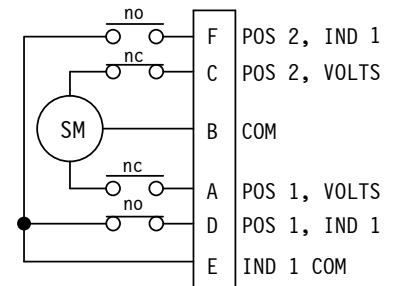 no
F POS 2, IND 1
nc
C POS 2, VOLTS
SM
B COM
nc
A POS 1, VOLTS
no
D POS 1, IND 1
E IND 1 COM